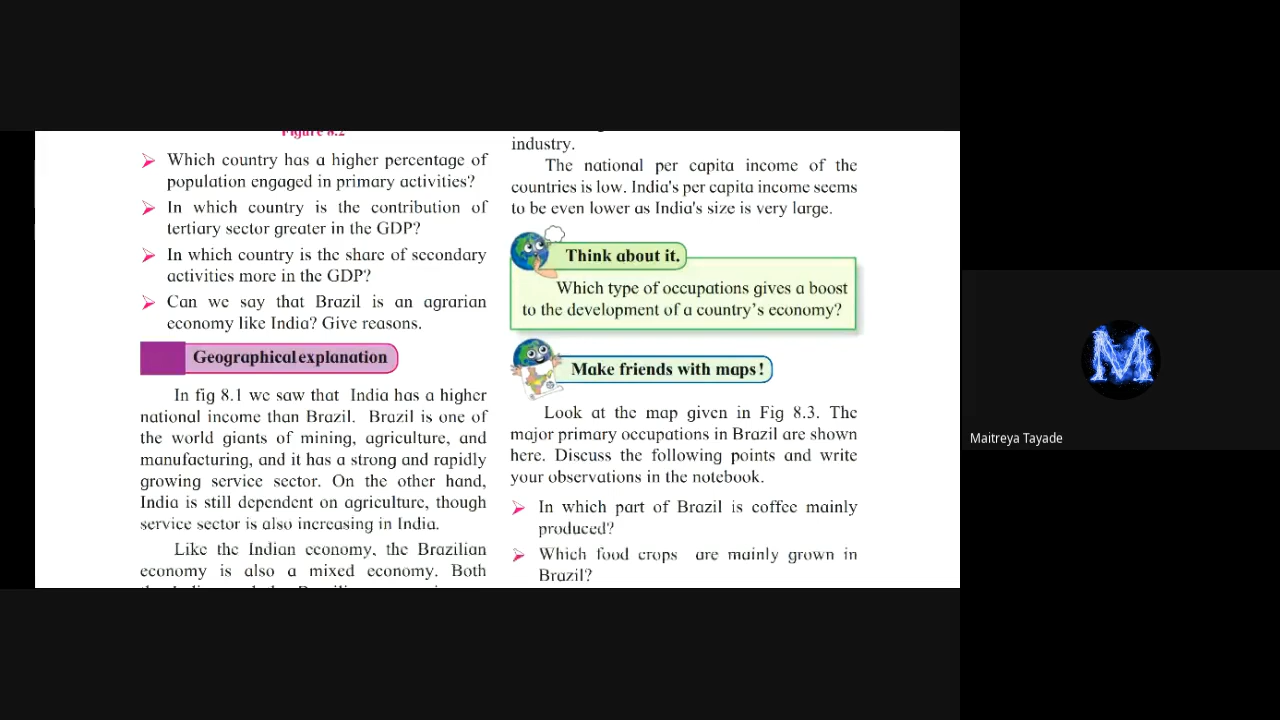 Figure 8.2
Which country has a higher percentage of
population engaged in primary activities?
In which country is the contribution of
tertiary sector greater in the GDP?
In which country is the share of secondary
activities more in the GDP?
Can we say that Brazil is an agrarian
economy like India? Give reasons.
Geographical explanation
In fig 8.1 we saw that India has a higher
national income than Brazil. Brazil is one of
the world giants of mining, agriculture, and
manufacturing, and it has a strong and rapidly
growing service sector. On the other hand,
India is still dependent on agriculture, though
service sector is also increasing in India.
Like the Indian economy, the Brazilian
economy is also a mixed economy. Both
industry.
The national per capita income of the
countries is low. India's per capita income seems
to be even lower as India's size is very large.
Think about it.
Which type of occupations gives a boost
to the development of a country's economy?
Make friends with maps!
Look at the map given in Fig 8.3. The
major primary occupations in Brazil are shown
here. Discuss the following points and write
your observations in the notebook.
In which part of Brazil is coffee mainly
produced?
Which food crops are mainly grown in
Brazil?
M
Maitreya Tayade